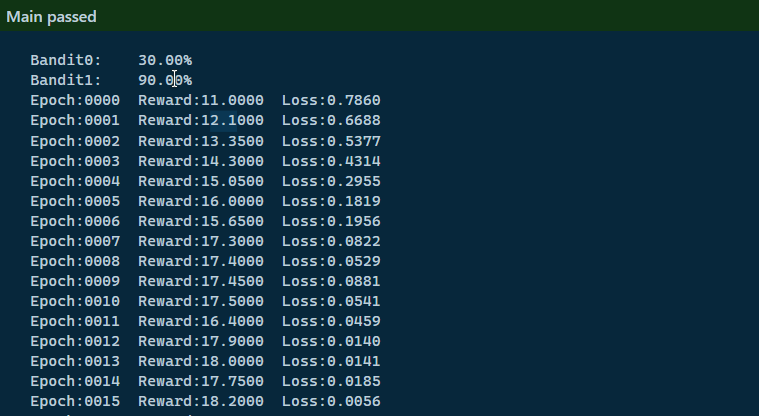 Main passed
Bandit0:    30.00%
Bandit1:    90.00%
Epoch:0000  Reward:11.0000  Loss:0.7860
Epoch:0001  Reward:12.1000  Loss:0.6688
Epoch:0002  Reward:13.3500  Loss:0.5377
Epoch:0003  Reward:14.3000  Loss:0.4314
Epoch:0004  Reward:15.0500  Loss:0.2955
Epoch:0005  Reward:16.0000  Loss:0.1819
Epoch:0006  Reward:15.6500  Loss:0.1956
Epoch:0007  Reward:17.3000  Loss:0.0822
Epoch:0008  Reward:17.4000  Loss:0.0529
Epoch:0009  Reward:17.4500  Loss:0.0881
Epoch:0010  Reward:17.5000  Loss:0.0541
Epoch:0011  Reward:16.4000  Loss:0.0459
Epoch:0012  Reward:17.9000  Loss:0.0140
Epoch:0013  Reward:18.0000  Loss:0.0141
Epoch:0014  Reward:17.7500  Loss:0.0185
Epoch:0015  Reward:18.2000  Loss:0.0056